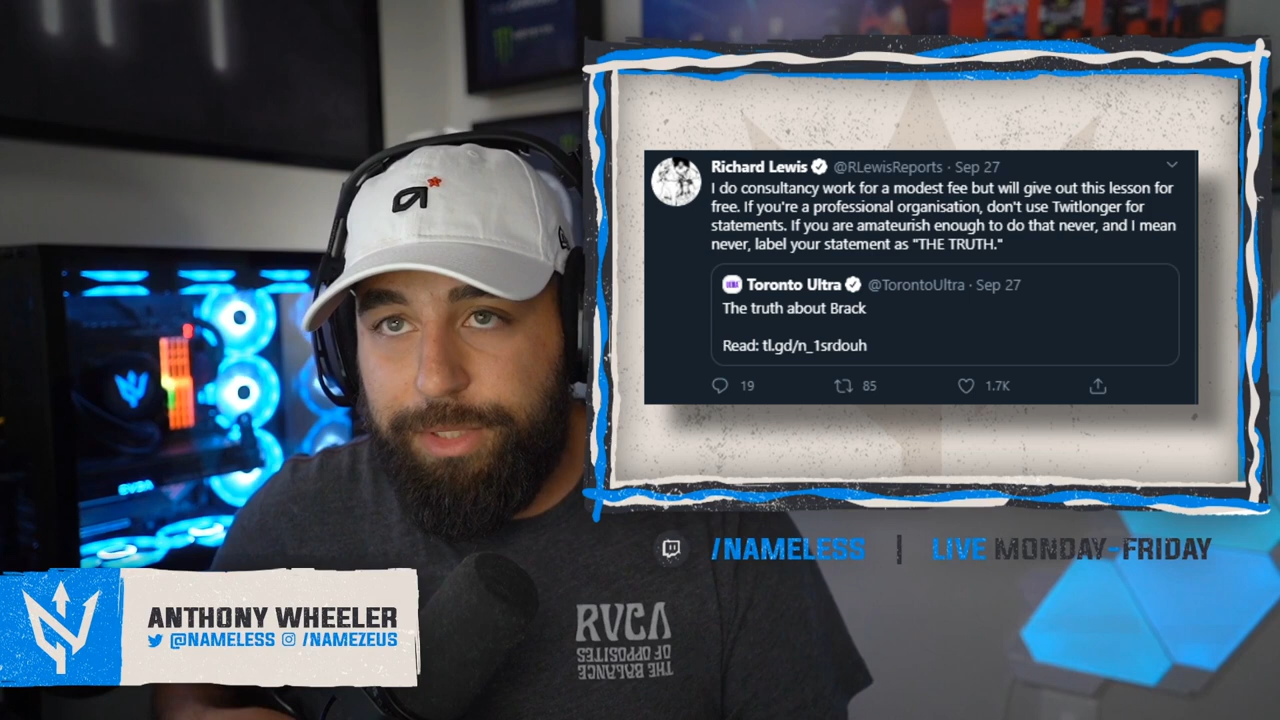 Richard Lewis @RLewisReports · Sep 27
I do consultancy work for a modest fee but will give out this lesson for
free. If you're a professional organisation, don't use Twitlonger for
statements. If you are amateurish enough to do that never, and I mean
never, label your statement as "THE TRUTH."
Toronto Ultra @TorontoUltra · Sep 27
The truth about Brack
Read: tl.gd/n_1srdouh
19 85 1.7K
/NAMELESS | LIVE MONDAY-FRIDAY
ANTHONY WHEELER
@NAMELESS /NAMEZEUS
RVCA
THE BALANCE
OF OPPOSITES
EVGA
a